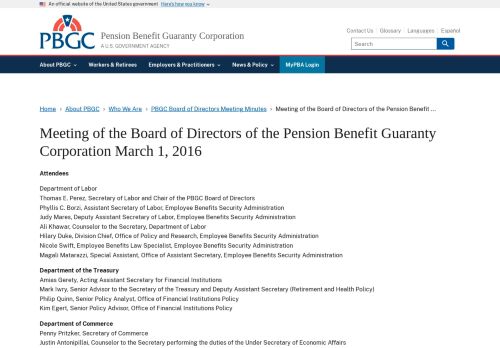 An official website of the United States government Here's how you know
PBGC
Pension Benefit Guaranty Corporation
A U.S. GOVERNMENT AGENCY
Contact Us Glossary Languages Español
Search
About PBGC Workers & Retirees Employers & Practitioners News & Policy MyPBA Login
Home › About PBGC › Who We Are › PBGC Board of Directors Meeting Minutes › Meeting of the Board of Directors of the Pension Benefit ...
Meeting of the Board of Directors of the Pension Benefit Guaranty
Corporation March 1, 2016
Attendees
Department of Labor
Thomas E. Perez, Secretary of Labor and Chair of the PBGC Board of Directors
Phyllis C. Borzi, Assistant Secretary of Labor, Employee Benefits Security Administration
Judy Mares, Deputy Assistant Secretary of Labor, Employee Benefits Security Administration
Ali Khawar, Counselor to the Secretary, Department of Labor
Hilary Duke, Division Chief, Office of Policy and Research, Employee Benefits Security Administration
Nicole Swift, Employee Benefits Law Specialist, Employee Benefits Security Administration
Magali Matarazzi, Special Assistant, Office of Assistant Secretary, Employee Benefits Security Administration
Department of the Treasury
Amias Gerety, Acting Assistant Secretary for Financial Institutions
Mark Iwry, Senior Advisor to the Secretary of the Treasury and Deputy Assistant Secretary (Retirement and Health Policy)
Philip Quinn, Senior Policy Analyst, Office of Financial Institutions Policy
Kim Egert, Senior Policy Advisor, Office of Financial Institutions Policy
Department of Commerce
Penny Pritzker, Secretary of Commerce
Justin Antonipillai, Counselor to the Secretary performing the duties of the Under Secretary of Economic Affairs